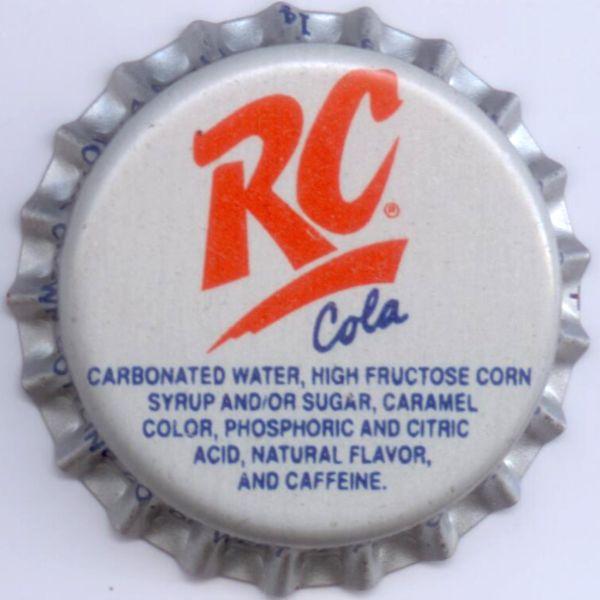 RC®
Cola
CARBONATED WATER, HIGH FRUCTOSE CORN
SYRUP AND/OR SUGAR, CARAMEL
COLOR, PHOSPHORIC AND CITRIC
ACID, NATURAL FLAVOR,
AND CAFFEINE.